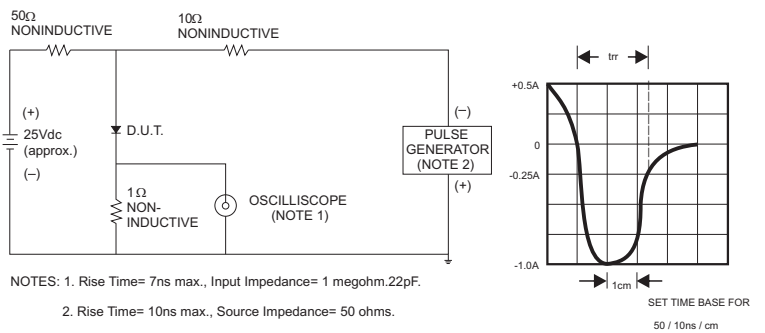 50Ω
NONINDUCTIVE
10Ω
NONINDUCTIVE
(+)
25Vdc
(approx.)
(–)
D.U.T.
1Ω
NON-
INDUCTIVE
OSCILLISCOPE
(NOTE 1)
(–)
PULSE
GENERATOR
(NOTE 2)
(+)
trr
+0.5A
0
-0.25A
-1.0A
1cm
SET TIME BASE FOR
50 / 10ns / cm
NOTES: 1. Rise Time= 7ns max., Input Impedance= 1 megohm.22pF.
2. Rise Time= 10ns max., Source Impedance= 50 ohms.